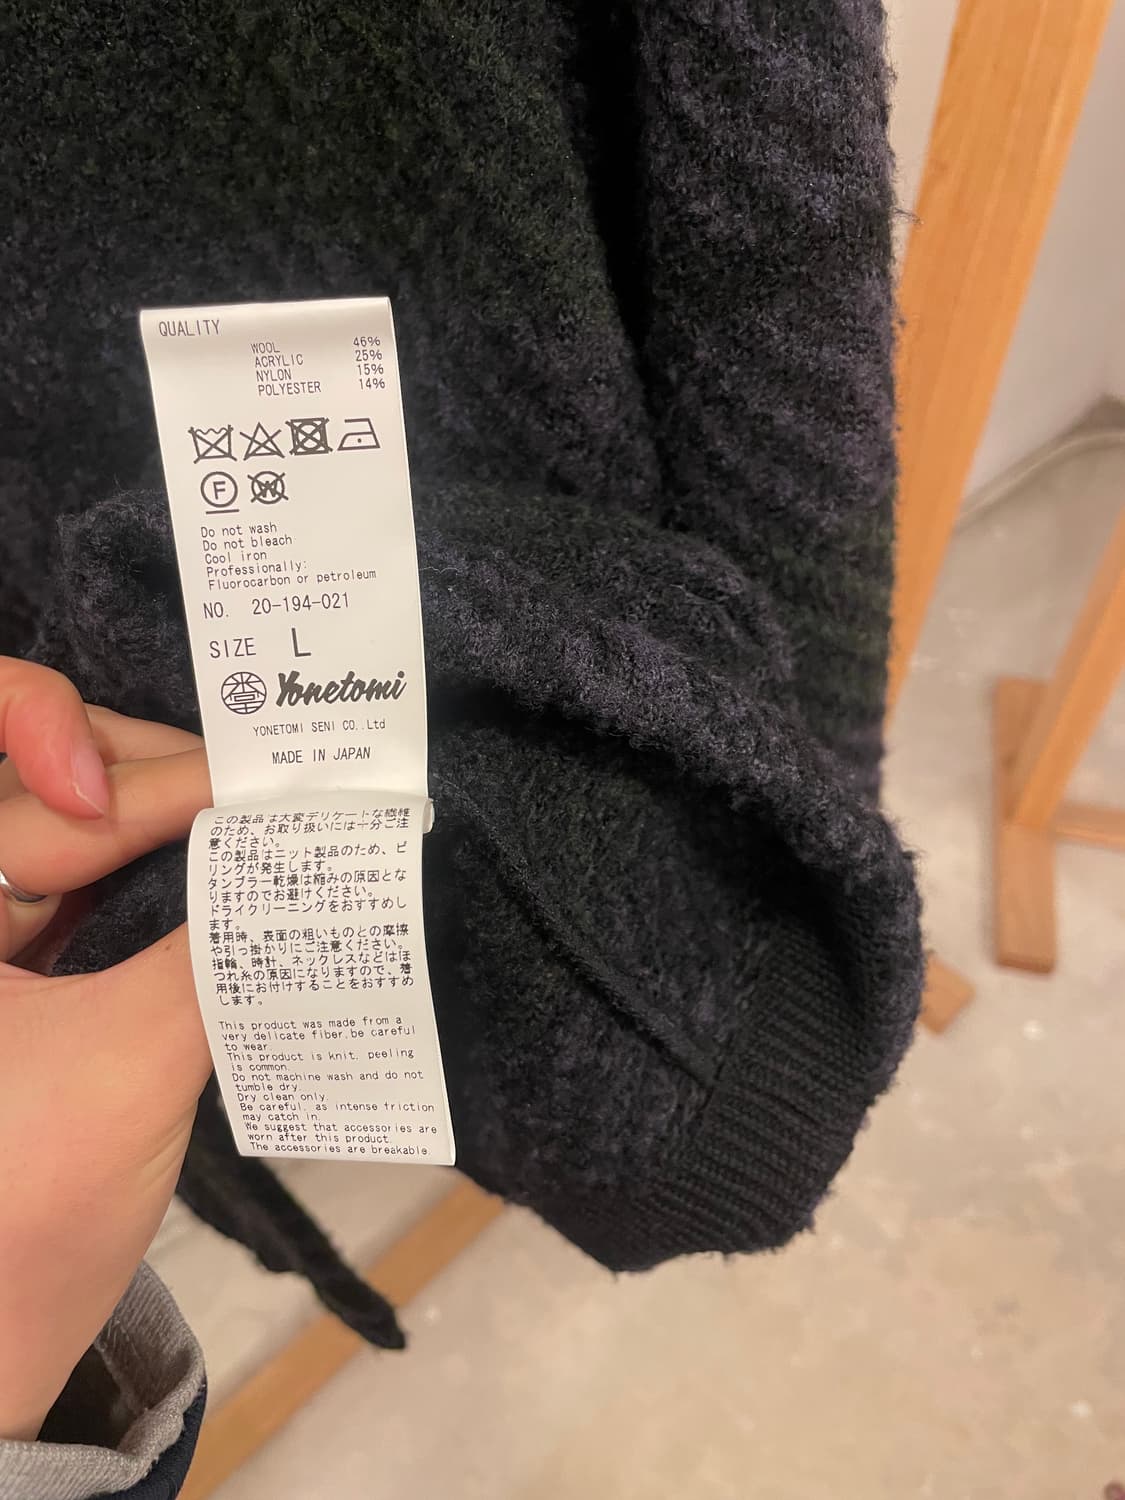 QUALITY
WOOL 46%
ACRYLIC 25%
NYLON 15%
POLYESTER 14%
F W
Do not wash
Do not bleach
Cool iron
Professionally:
Fluorocarbon or petroleum
NO. 20-194-021
SIZE L
Yonetomi
YONETOMI SENI CO.,Ltd
MADE IN JAPAN
この製品は大変デリケートな繊維
のため、お取り扱いには十分ご注
意ください。
この製品はニット製品のため、ピ
リングが発生します。
タンブラー乾燥は縮みの原因とな
りますのでお避けください。
ドライクリーニングをおすすめし
ます。
着用時、表面の粗いものとの摩擦
や引っ掛かりにご注意ください。
指輪、時計、ネックレスなどはほ
つれ糸の原因になりますので、着
用後にお付けすることをおすすめ
します。
This product was made from a
very delicate fiber,be careful
to wear.
This product is knit, peeling
is common.
Do not machine wash and do not
tumble dry.
Dry clean only.
Be careful, as intense friction
may catch in.
We suggest that accessories are
worn after this product.
The accessories are breakable.